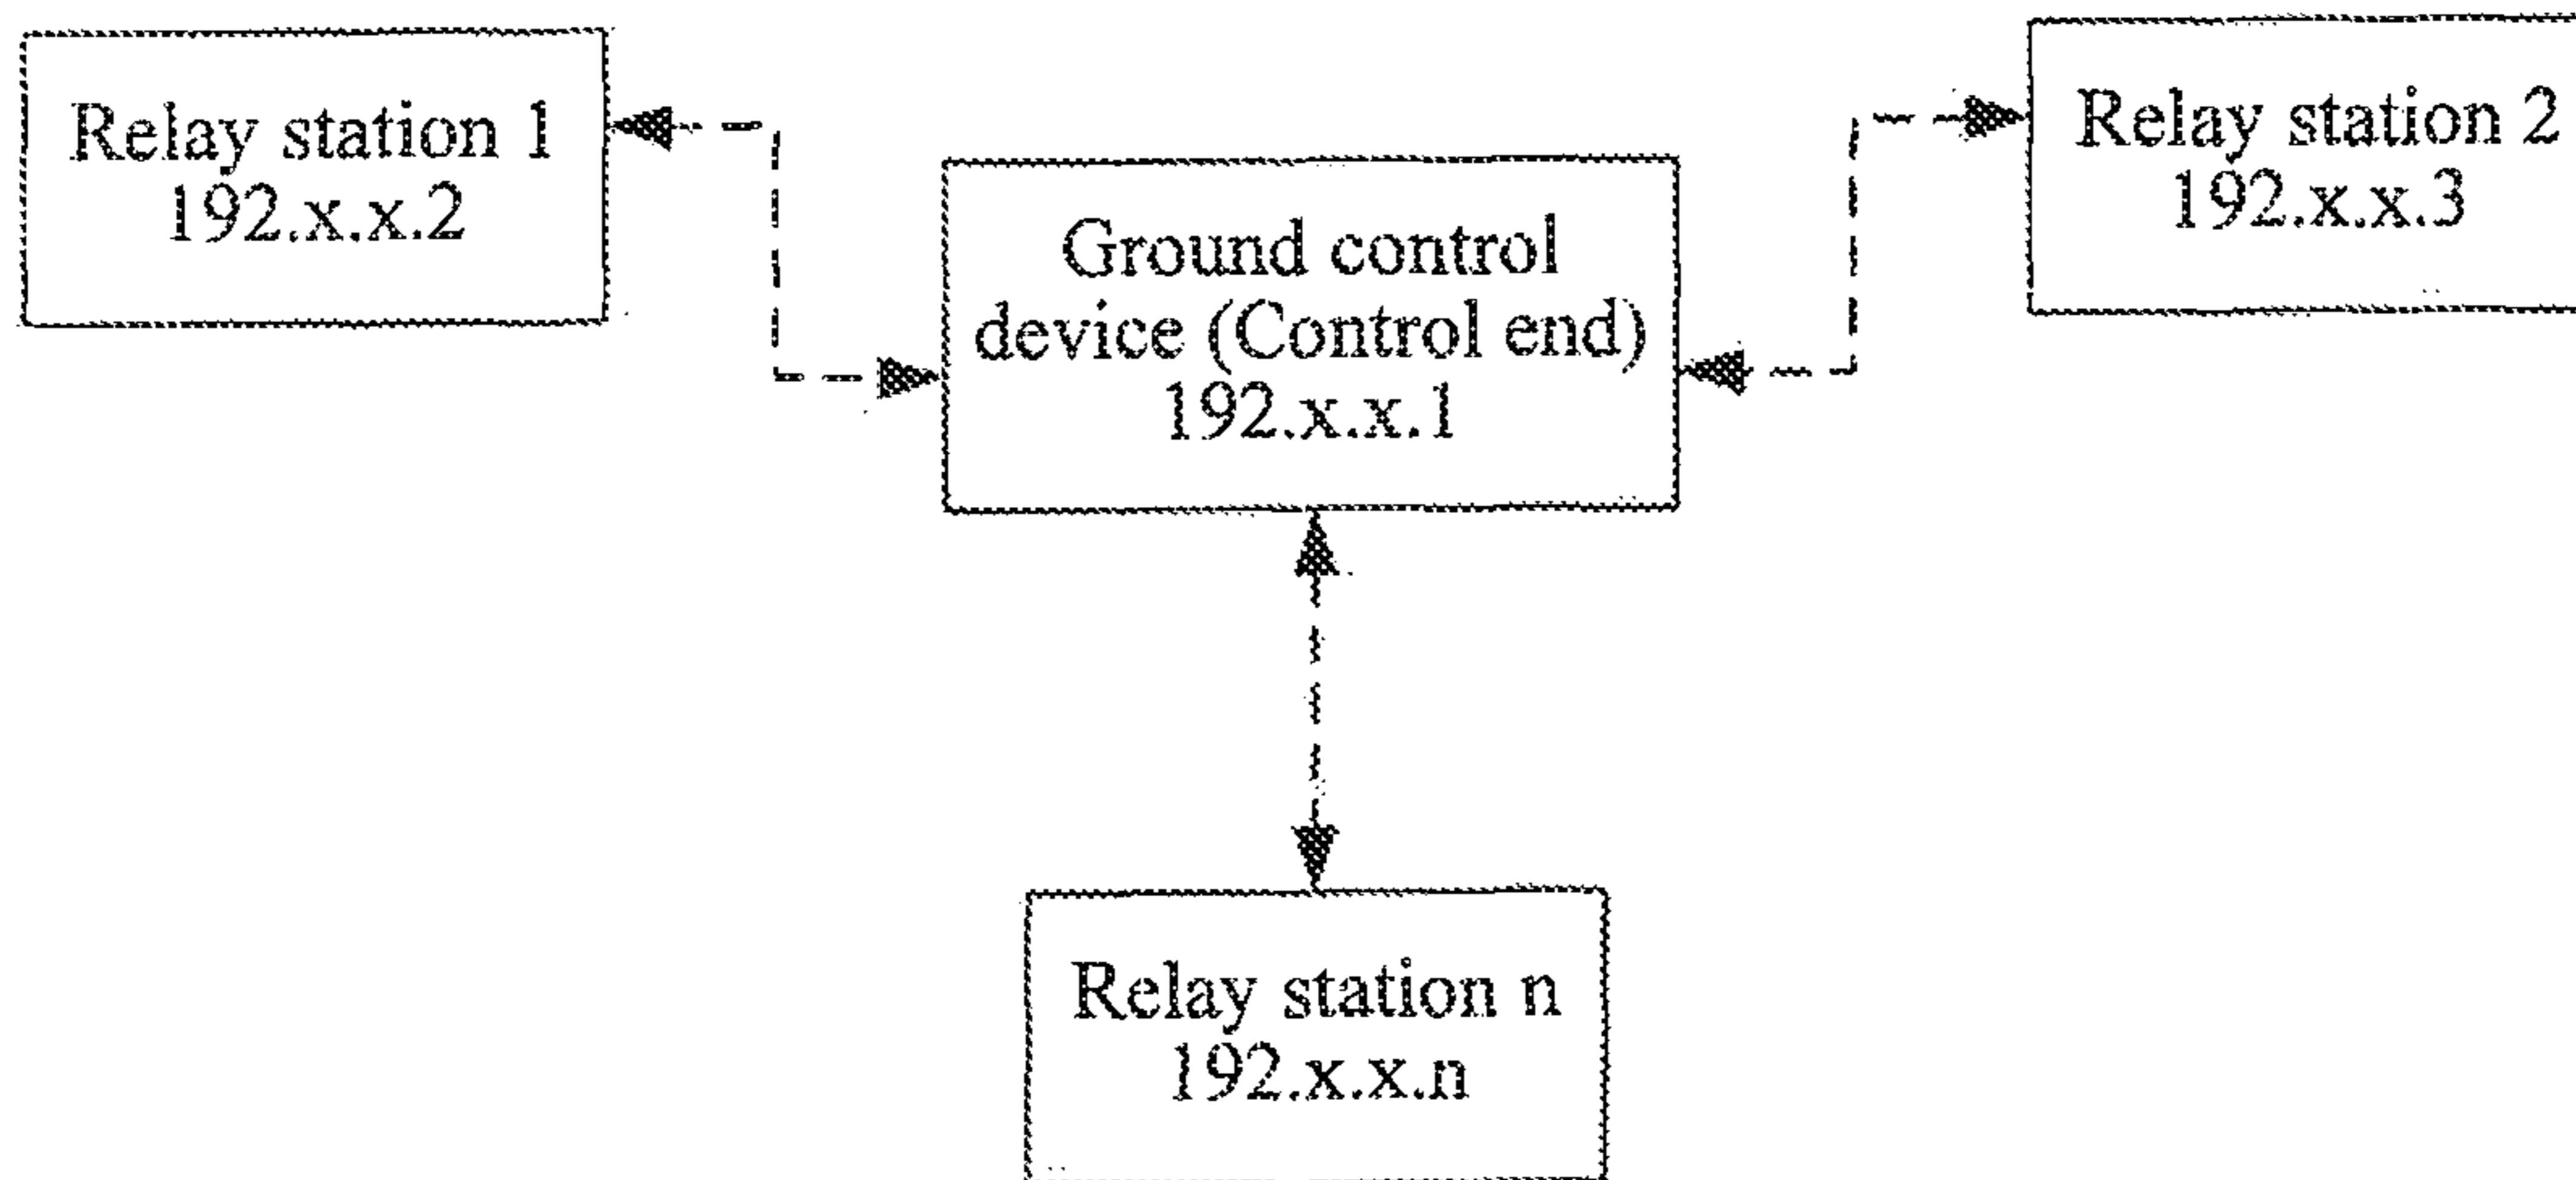 Relay station 1
192.x.x.2
Ground control
device (Control end)
192.x.x.1
Relay station 2
192.x.x.3
Relay station n
192.x.x.n